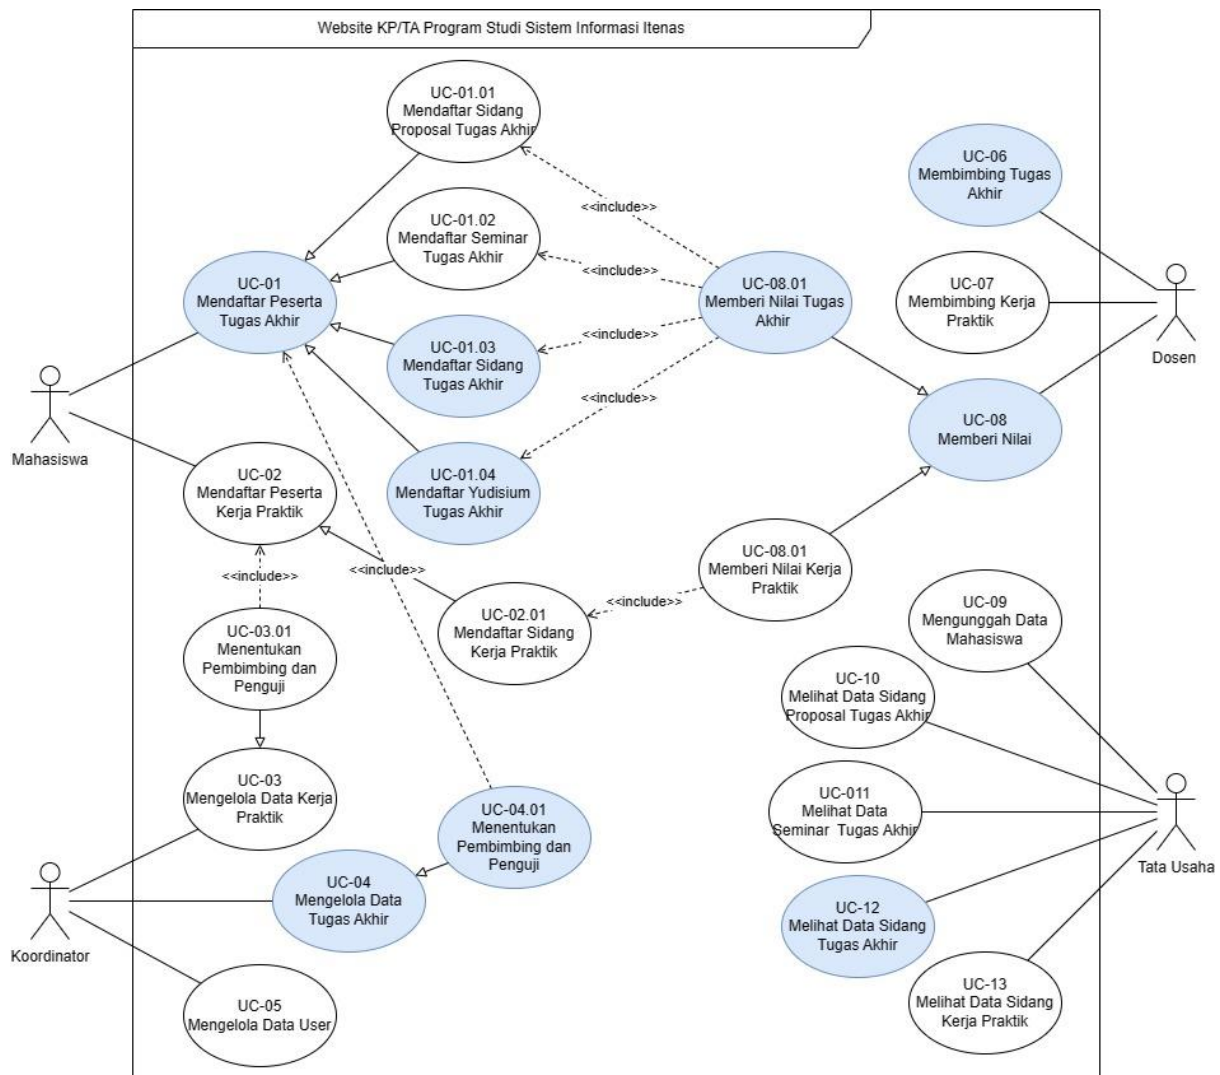 Website KP/TA Program Studi Sistem Informasi Itenas
UC-01.01
Mendaftar Sidang
Proposal Tugas Akhir
UC-06
Membimbing Tugas
Akhir
<<include>>
UC-01.02
Mendaftar Seminar
Tugas Akhir
<<include>>
UC-01
Mendaftar Peserta
Tugas Akhir
UC-08.01
Memberi Nilai Tugas
Akhir
UC-07
Membimbing Kerja
Praktik
Dosen
UC-01.03
Mendaftar Sidang
Tugas Akhir
<<include>>
<<include>>
Mahasiswa
UC-08
Memberi Nilai
UC-02
Mendaftar Peserta
Kerja Praktik
UC-01.04
Mendaftar Yudisium
Tugas Akhir
<<include>>
<<include>>
UC-08.01
Memberi Nilai Kerja
Praktik
<<include>>
UC-03.01
Menentukan
Pembimbing dan
Penguji
UC-02.01
Mendaftar Sidang
Kerja Praktik
UC-09
Mengunggah Data
Mahasiswa
UC-10
Melihat Data Sidang
Proposal Tugas Akhir
UC-03
Mengelola Data Kerja
Praktik
UC-04.01
Menentukan
Pembimbing dan
Penguji
UC-011
Melihat Data
Seminar Tugas Akhir
Tata Usaha
UC-04
Mengelola Data
Tugas Akhir
UC-12
Melihat Data Sidang
Tugas Akhir
Koordinator
UC-05
Mengelola Data User
UC-13
Melihat Data Sidang
Kerja Praktik